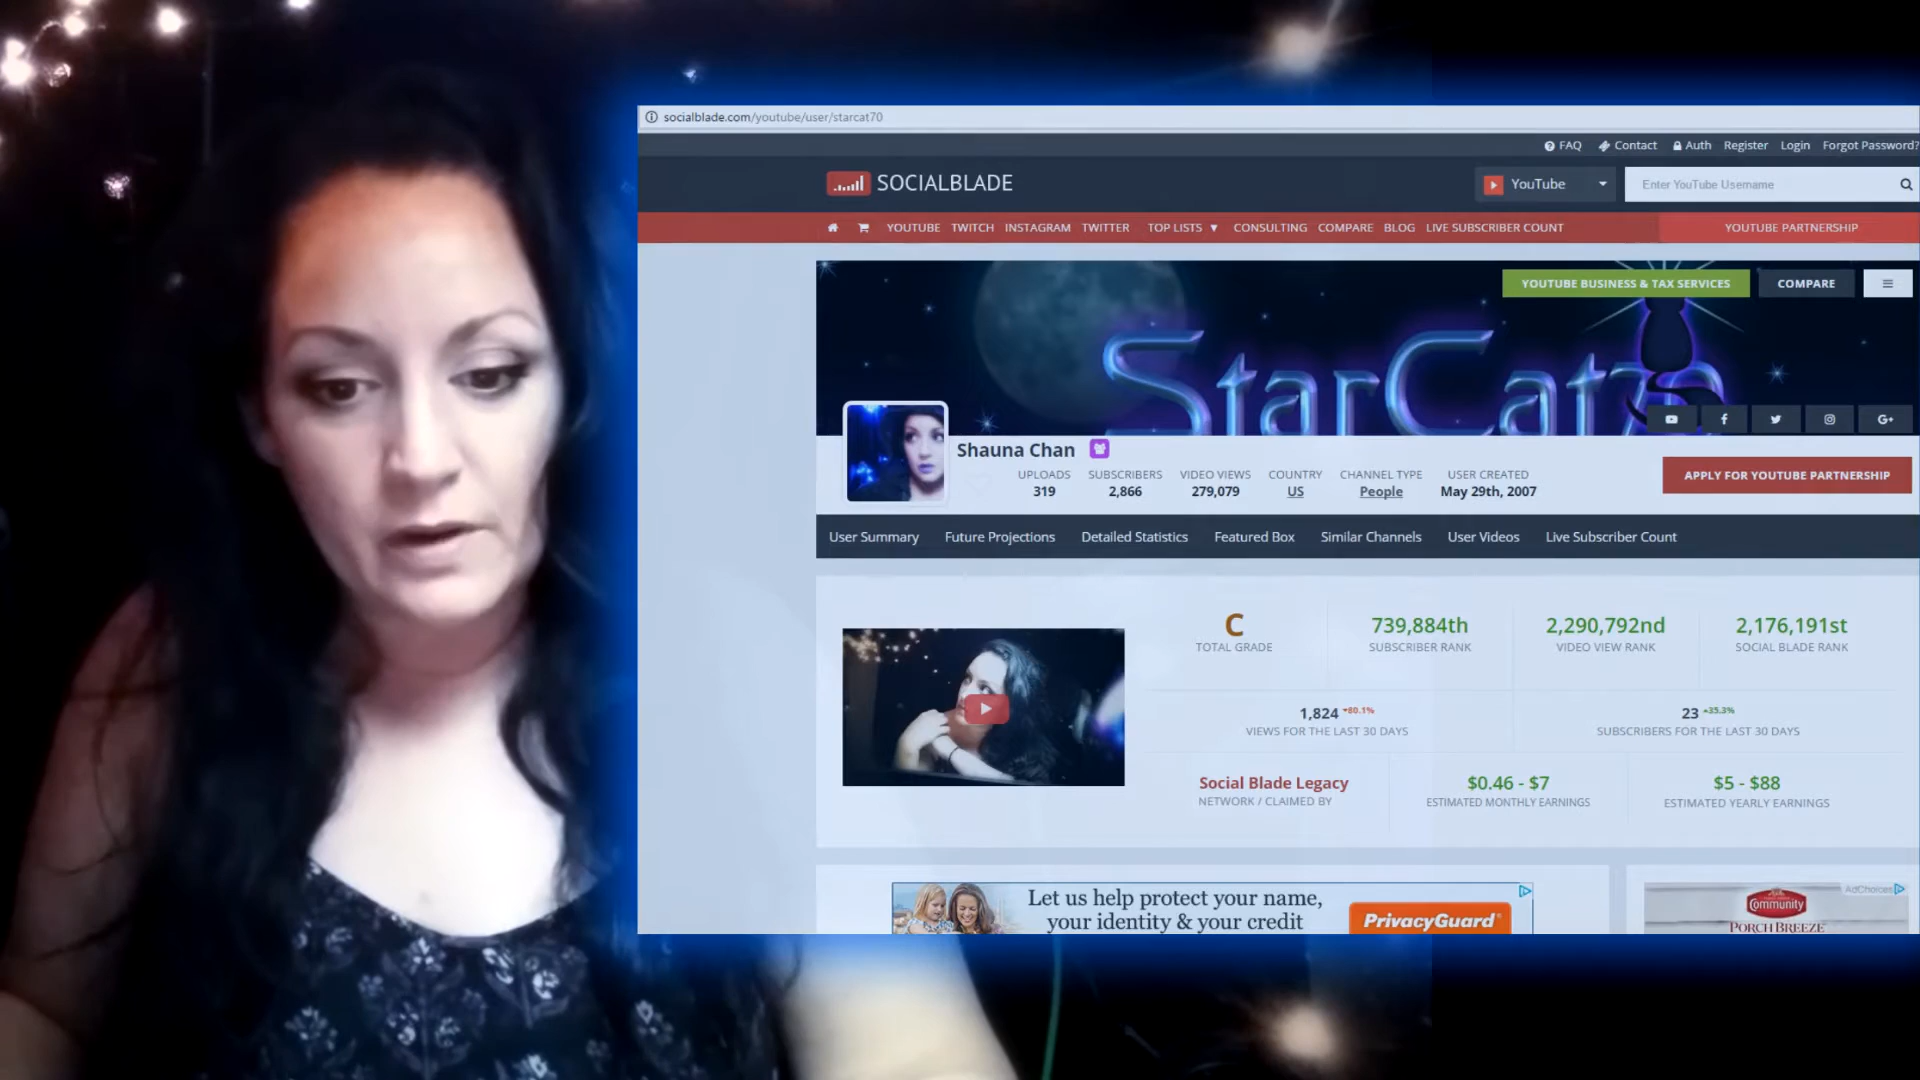 socialblade.com/youtube/user/starcat70
FAQ Contact Auth Register Login Forgot Password?
SOCIALBLADE
YouTube
Enter YouTube Username
YOUTUBE TWITCH INSTAGRAM TWITTER TOP LISTS CONSULTING COMPARE BLOG LIVE SUBSCRIBER COUNT
YOUTUBE PARTNERSHIP
YOUTUBE BUSINESS & TAX SERVICES
COMPARE
StarCat70
Shauna Chan
UPLOADS SUBSCRIBERS VIDEO VIEWS COUNTRY CHANNEL TYPE USER CREATED
319 2,866 279,079 US People May 29th, 2007
APPLY FOR YOUTUBE PARTNERSHIP
User Summary Future Projections Detailed Statistics Featured Box Similar Channels User Videos Live Subscriber Count
C 739,884th 2,290,792nd 2,176,191st
TOTAL GRADE SUBSCRIBER RANK VIDEO VIEW RANK SOCIAL BLADE RANK
1,824 23 35.3%
VIEWS FOR THE LAST 30 DAYS SUBSCRIBERS FOR THE LAST 30 DAYS
Social Blade Legacy $0.46 - $7 $5 - $88
NETWORK / CLAIMED BY ESTIMATED MONTHLY EARNINGS ESTIMATED YEARLY EARNINGS
Let us help protect your name,
your identity & your credit
PrivacyGuard
AdChoices
Community
PORCH BREEZE